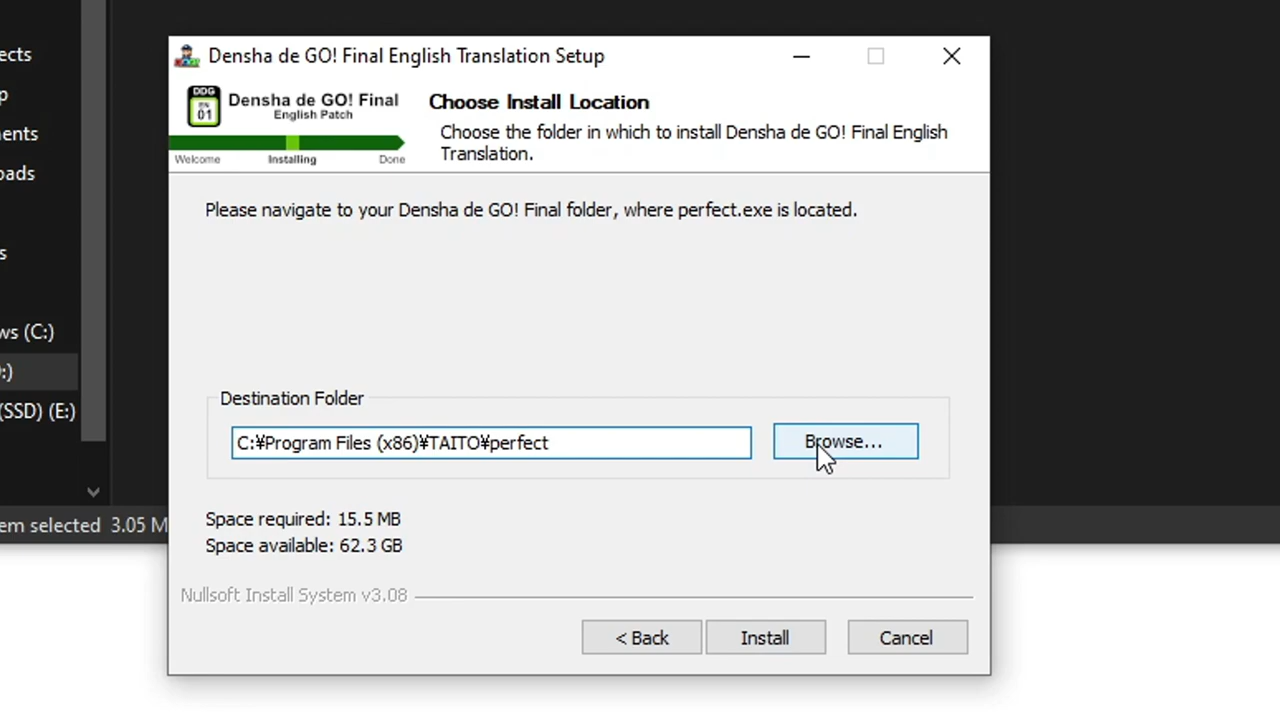 Densha de GO! Final English Translation Setup
DDG
EN
01
Densha de GO! Final
English Patch
Welcome
Installing
Done
Choose Install Location
Choose the folder in which to install Densha de GO! Final English
Translation.
Please navigate to your Densha de GO! Final folder, where perfect.exe is located.
Destination Folder
C:¥Program Files (x86)¥TAITO¥perfect
Browse...
Space required: 15.5 MB
Space available: 62.3 GB
Nullsoft Install System v3.08
< Back
Install
Cancel
ects
p
ments
oads
s
ws (C:)
:)
(SSD) (E:)
em selected 3.05 M